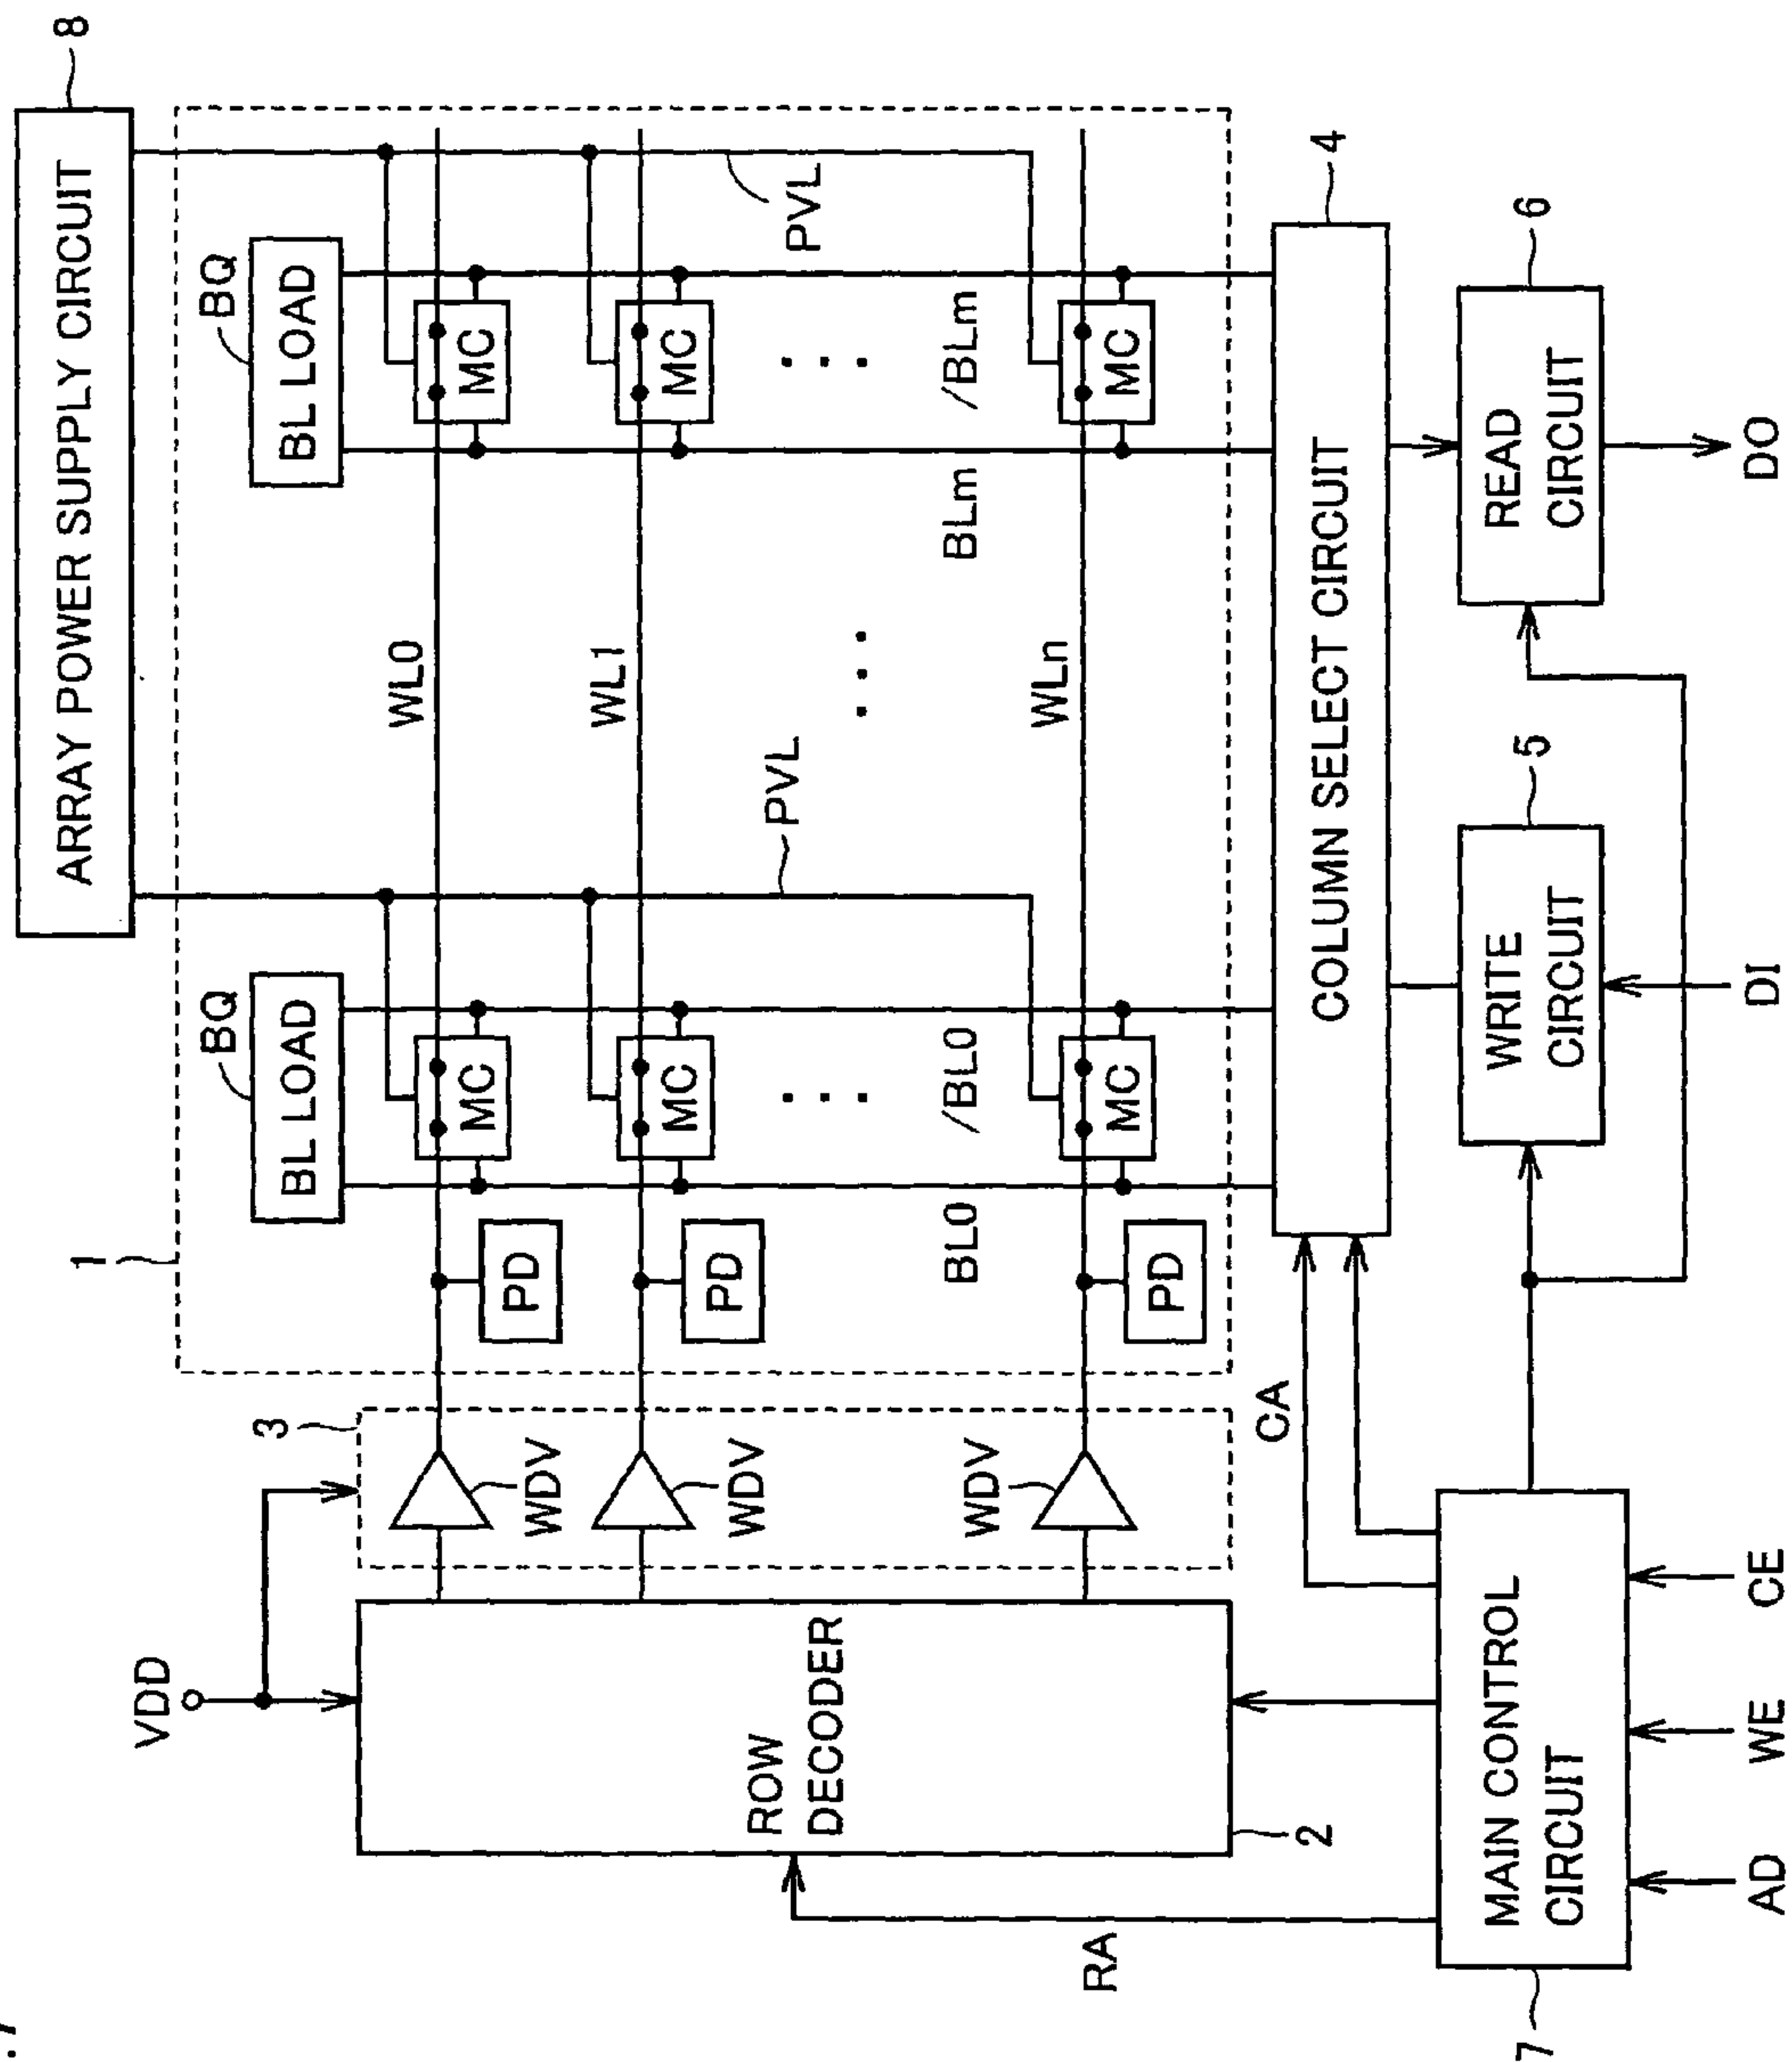 8
ARRAY POWER SUPPLY CIRCUIT
1
BQ
BL LOAD
BQ
BL LOAD
VDD
3
WL0
MC
MC
WDV
PD
WL1
MC
MC
WDV
PD
PVL
PVL
ROW
DECODER
BL0
/BL0
BLm
/BLm
WLn
MC
MC
WDV
PD
RA
2
CA
COLUMN SELECT CIRCUIT
4
7
MAIN CONTROL
CIRCUIT
WRITE
CIRCUIT
5
READ
CIRCUIT
6
AD
WE
CE
DI
DO